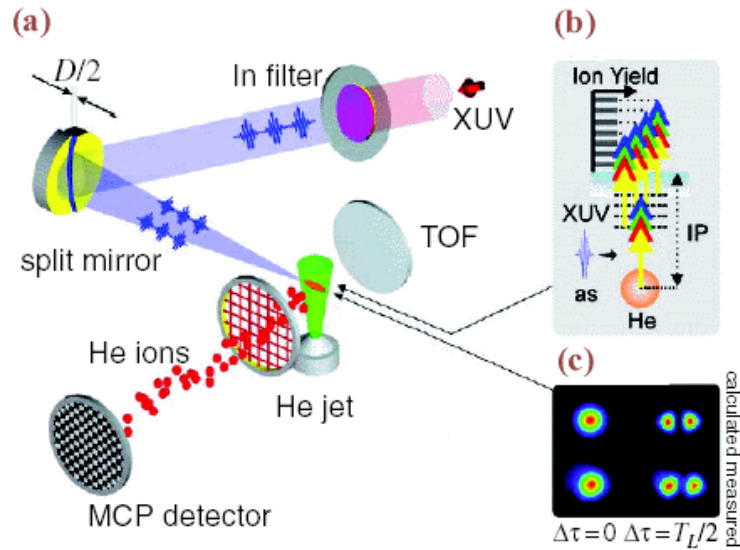 (a)
D/2
In filter
XUV
split mirror
TOF
He ions
He jet
MCP detector
(b)
Ion Yield
XUV
IP
as
He
(c)
calculated measured
Δτ=0 Δτ=T_L/2